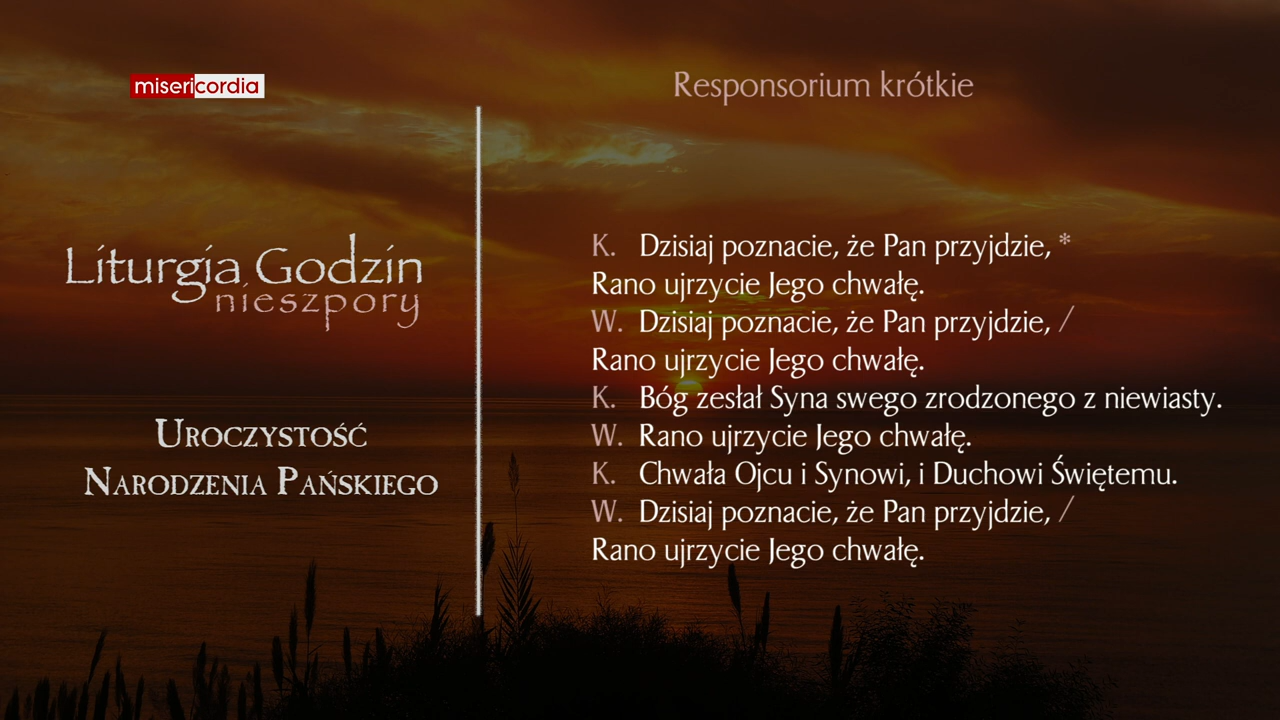 misericordia
Liturgia Godzin
nieszpory
Uroczystość
Narodzenia Pańskiego
Responsorium krótkie
K. Dzisiaj poznacie, że Pan przyjdzie, *
Rano ujrzycie Jego chwałę.
W. Dzisiaj poznacie, że Pan przyjdzie, /
Rano ujrzycie Jego chwałę.
K. Bóg zesłał Syna swego zrodzonego z niewiasty.
W. Rano ujrzycie Jego chwałę.
K. Chwała Ojcu i Synowi, i Duchowi Świętemu.
W. Dzisiaj poznacie, że Pan przyjdzie, /
Rano ujrzycie Jego chwałę.